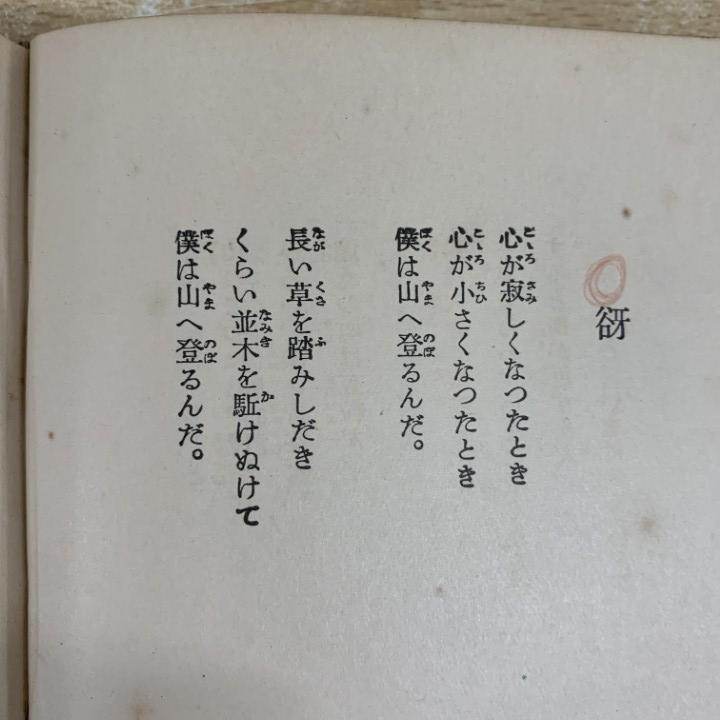 谺
心が寂しくなつたとき
心が小さくなつたとき
僕は山へ登るんだ。
長い草を踏みしだき
くらい並木を駈けぬけて
僕は山へ登るんだ。